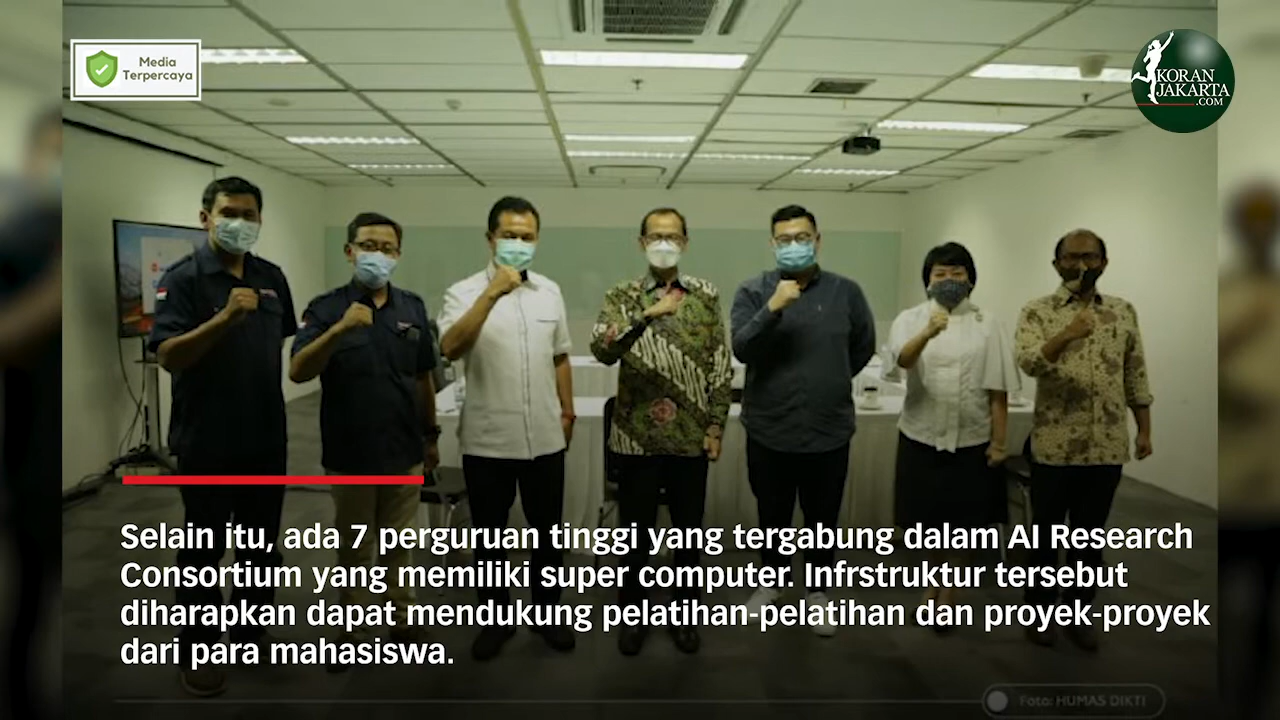 Media
Terpercaya
KORAN
JAKARTA
.COM
Selain itu, ada 7 perguruan tinggi yang tergabung dalam AI Research
Consortium yang memiliki super computer. Infrstruktur tersebut
diharapkan dapat mendukung pelatihan-pelatihan dan proyek-proyek
dari para mahasiswa.
Foto: HUMAS DIKTI